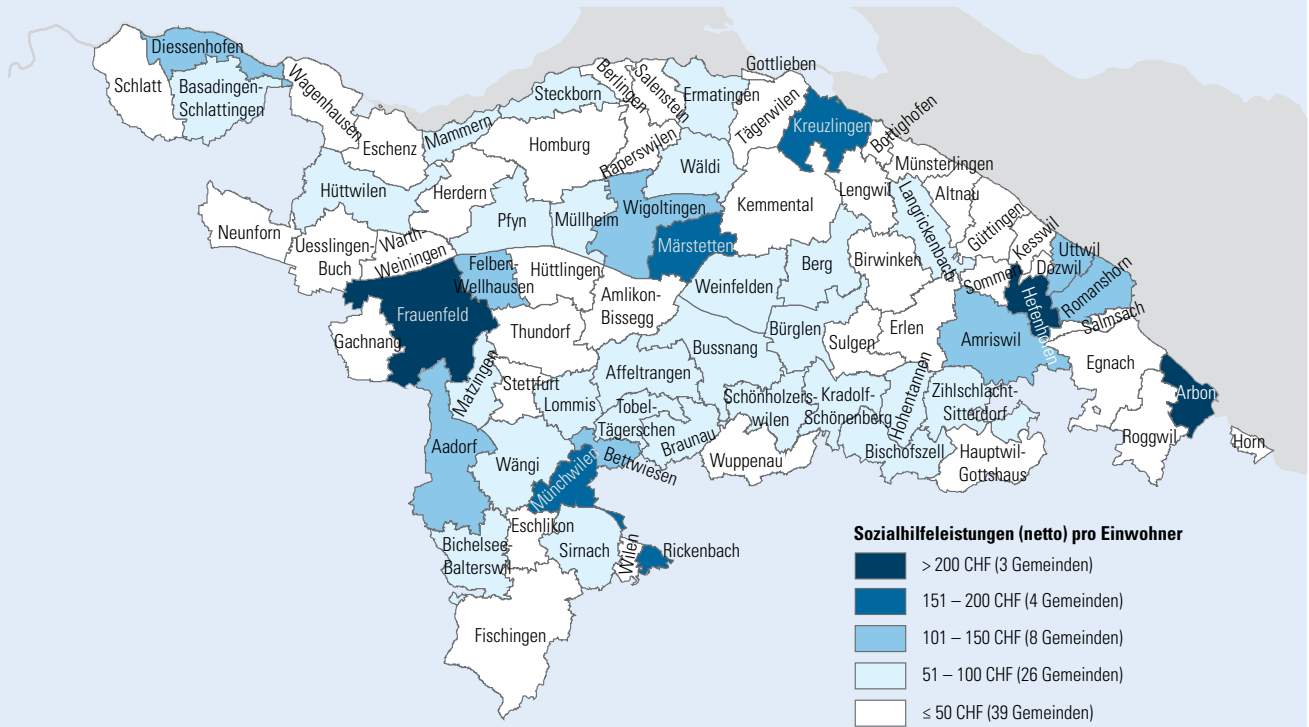 Diessenhofen
Schlatt
Basadingen-
Schlattingen
Wagenhausen
Eschenz
Mammern
Steckborn
Berlingen
Salenstein
Ermatingen
Gottlieben
Tägerwilen
Kreuzlingen
Bottighofen
Münsterlingen
Homburg
Raperswilen
Wäldi
Hüttwilen
Herdern
Lengwil
Langrickenbach
Altnau
Güttingen
Kesswil
Uttwil
Dozwil
Romanshorn
Neunforn
Uesslingen-
Buch
Warth-
Weiningen
Pfyn
Müllheim
Wigoltingen
Märstetten
Kemmental
Birwinken
Sommeri
Hefenhofen
Salmsach
Felben-
Wellhausen
Hüttlingen
Amlikon-
Bissegg
Weinfelden
Berg
Frauenfeld
Gachnang
Thundorf
Bussnang
Bürglen
Sulgen
Erlen
Amriswil
Egnach
Arbon
Matzingen
Stettfurt
Lommis
Affeltrangen
Tobel-
Tägerschen
Braunau
Schönholzers-
wilen
Kradolf-
Schönenberg
Hohentannen
Zihlschlacht-
Sitterdorf
Roggwil
Horn
Aadorf
Wängi
Münchwilen
Bettwiesen
Wuppenau
Bischofszell
Hauptwil-
Gottshaus
Bichelsee-
Balterswil
Eschlikon
Sirnach
Wilen
Rickenbach
Fischingen
Sozialhilfeleistungen (netto) pro Einwohner
> 200 CHF (3 Gemeinden)
151 – 200 CHF (4 Gemeinden)
101 – 150 CHF (8 Gemeinden)
51 – 100 CHF (26 Gemeinden)
≤ 50 CHF (39 Gemeinden)